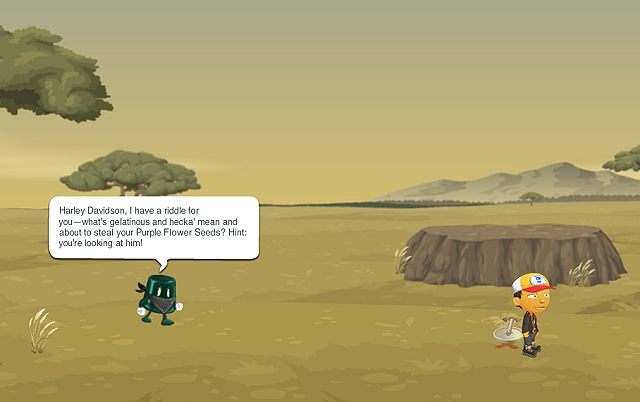 Harley Davidson, I have a riddle for
you—what's gelatinous and hecka' mean and
about to steal your Purple Flower Seeds? Hint:
you're looking at him!